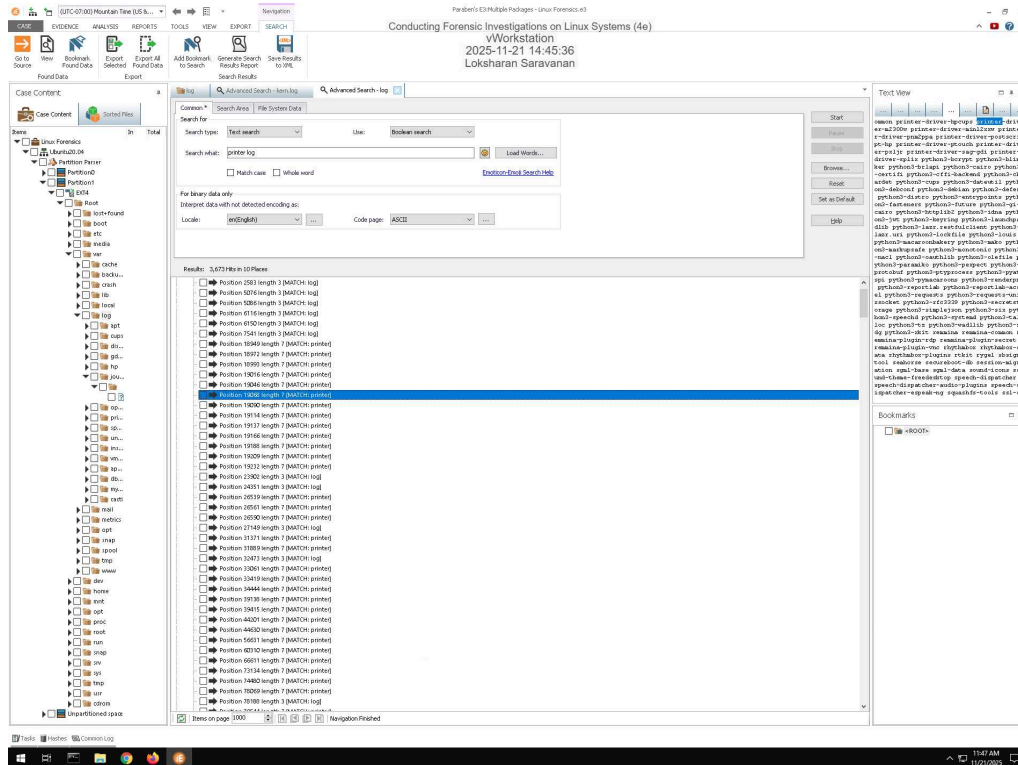 (UTC-07:00) Mountain Time (US &...
Navigation
Paraben's E3:Multiple Packages - Linux Forensics.e3
CASE EVIDENCE ANALYSIS REPORTS TOOLS VIEW EXPORT SEARCH
Conducting Forensic Investigations on Linux Systems (4e)
vWorkstation
2025-11-21 14:45:36
Loksharan Saravanan
Go to Source View Bookmark Found Data Export Selected Export All Found Data Add Bookmark to Search Generate Search Results Report Save Results to XML
Found Data Export Search Results
Case Content
Case Content Sorted Files
Items In Total
Linux Forensics
Ubuntu20.04
Partition Parser
Partition0
Partition1
EXT4
Root
lost+found
boot
etc
media
var
cache
backu...
crash
lib
local
log
apt
cups
dis...
gd...
hp
jou...
op...
pri...
sp...
un...
ins...
vm...
ap...
db...
my...
cacti
mail
metrics
opt
snap
spool
tmp
www
dev
home
mnt
opt
proc
root
run
snap
srv
sys
tmp
usr
cdrom
Unpartitioned space
log Advanced Search - kern.log Advanced Search - log
Common * Search Area File System Data
Search for
Search type: Text search Use: Boolean search
Search what: printer log Load Words...
Match case Whole word Emoticon-Emoji Search Help
For binary data only
Interpret data with not detected encoding as:
Locale: en(English) ... Code page: ASCII ...
Start
Pause
Stop
Browse...
Reset
Set as Default
Help
Results: 3,673 Hits in 10 Places
Position 2583 length 3 [MATCH: log]
Position 5076 length 3 [MATCH: log]
Position 5086 length 3 [MATCH: log]
Position 6116 length 3 [MATCH: log]
Position 6150 length 3 [MATCH: log]
Position 7541 length 3 [MATCH: log]
Position 18949 length 7 [MATCH: printer]
Position 18972 length 7 [MATCH: printer]
Position 18993 length 7 [MATCH: printer]
Position 19016 length 7 [MATCH: printer]
Position 19046 length 7 [MATCH: printer]
Position 19068 length 7 [MATCH: printer]
Position 19090 length 7 [MATCH: printer]
Position 19114 length 7 [MATCH: printer]
Position 19137 length 7 [MATCH: printer]
Position 19166 length 7 [MATCH: printer]
Position 19188 length 7 [MATCH: printer]
Position 19209 length 7 [MATCH: printer]
Position 19232 length 7 [MATCH: printer]
Position 23902 length 3 [MATCH: log]
Position 24351 length 3 [MATCH: log]
Position 26539 length 7 [MATCH: printer]
Position 26561 length 7 [MATCH: printer]
Position 26590 length 7 [MATCH: printer]
Position 27149 length 3 [MATCH: log]
Position 31371 length 7 [MATCH: printer]
Position 31889 length 7 [MATCH: printer]
Position 32473 length 3 [MATCH: log]
Position 33061 length 7 [MATCH: printer]
Position 33419 length 7 [MATCH: printer]
Position 34444 length 7 [MATCH: printer]
Position 39138 length 7 [MATCH: printer]
Position 39415 length 7 [MATCH: printer]
Position 44201 length 7 [MATCH: printer]
Position 44630 length 7 [MATCH: printer]
Position 56631 length 7 [MATCH: printer]
Position 60310 length 7 [MATCH: printer]
Position 66611 length 7 [MATCH: printer]
Position 73134 length 7 [MATCH: printer]
Position 74480 length 7 [MATCH: printer]
Position 78069 length 7 [MATCH: printer]
Position 78188 length 3 [MATCH: log]
Items on page 1000 Navigation Finished
Text View
Bookmarks
<ROOT>
Tasks Hashes Common Log
11:47 AM
11/21/2025